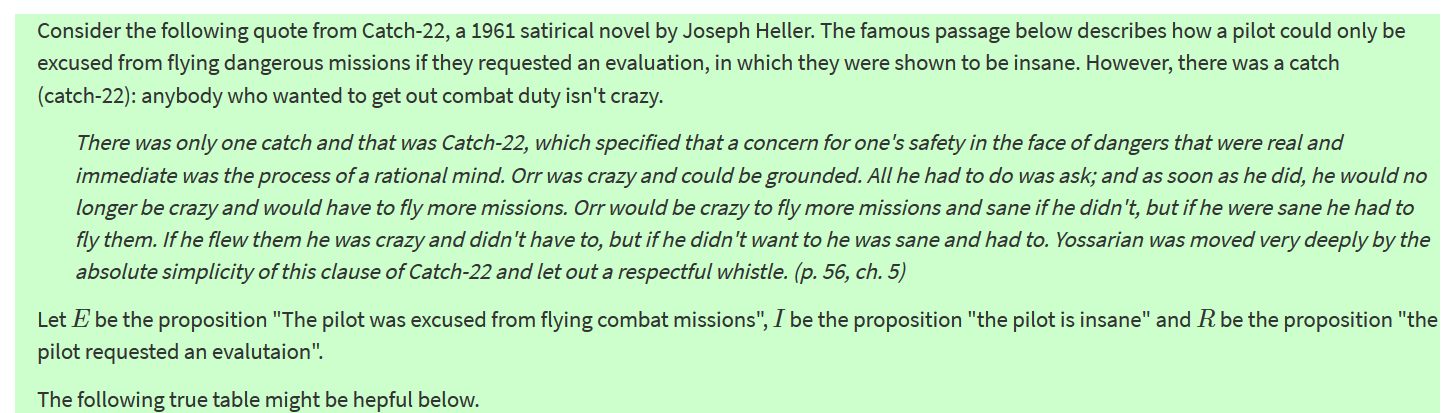 Consider the following quote from Catch-22, a 1961 satirical novel by Joseph Heller. The famous passage below describes how a pilot could only be
excused from flying dangerous missions if they requested an evaluation, in which they were shown to be insane. However, there was a catch
(catch-22): anybody who wanted to get out combat duty isn't crazy.
There was only one catch and that was Catch-22, which specified that a concern for one's safety in the face of dangers that were real and
immediate was the process of a rational mind. Orr was crazy and could be grounded. All he had to do was ask; and as soon as he did, he would no
longer be crazy and would have to fly more missions. Orr would be crazy to fly more missions and sane if he didn't, but if he were sane he had to
fly them. If he flew them he was crazy and didn't have to, but if he didn't want to he was sane and had to. Yossarian was moved very deeply by the
absolute simplicity of this clause of Catch-22 and let out a respectful whistle. (p. 56, ch. 5)
Let E be the proposition "The pilot was excused from flying combat missions", I be the proposition "the pilot is insane" and R be the proposition "the
pilot requested an evalutaion".
The following true table might be hepful below.